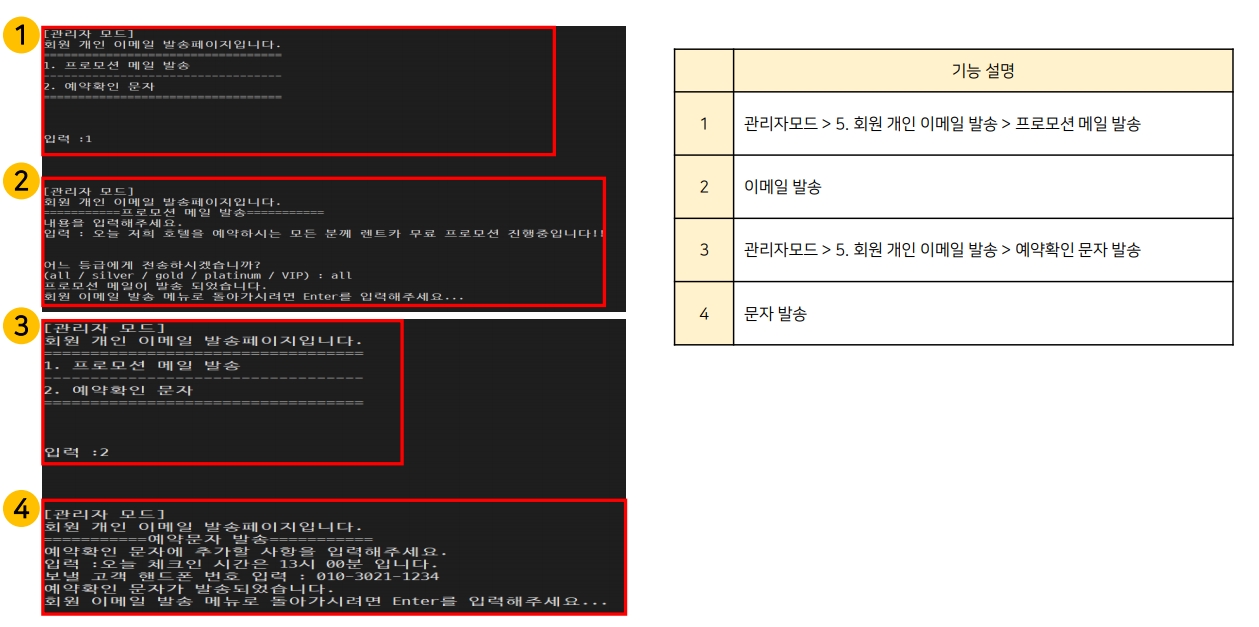 1
[관리자 모드]
회원 개인 이메일 발송페이지입니다.
==================================
1. 프로모션 메일 발송
----------------------------------
2. 예약확인 문자
==================================
입력 :1
2
[관리자 모드]
회원 개인 이메일 발송페이지입니다.
===========프로모션 메일 발송===========
내용을 입력해주세요.
입력 : 오늘 저희 호텔을 예약하시는 모든 분께 렌트카 무료 프로모션 진행중입니다!!
어느 등급에게 전송하시겠습니까?
(all / silver / gold / platinum / VIP) : all
프로모션 메일이 발송 되었습니다.
회원 이메일 발송 메뉴로 돌아가시려면 Enter를 입력해주세요...
3
[관리자 모드]
회원 개인 이메일 발송페이지입니다.
==================================
1. 프로모션 메일 발송
----------------------------------
2. 예약확인 문자
==================================
입력 :2
4
[관리자 모드]
회원 개인 이메일 발송페이지입니다.
===========예약문자 발송===========
예약확인 문자에 추가할 사항을 입력해주세요.
입력 :오늘 체크인 시간은 13시 00분 입니다.
보낼 고객 핸드폰 번호 입력 : 010-3021-1234
예약확인 문자가 발송되었습니다.
회원 이메일 발송 메뉴로 돌아가시려면 Enter를 입력해주세요...
기능 설명
1 관리자모드 > 5. 회원 개인 이메일 발송 > 프로모션 메일 발송
2 이메일 발송
3 관리자모드 > 5. 회원 개인 이메일 발송 > 예약확인 문자 발송
4 문자 발송